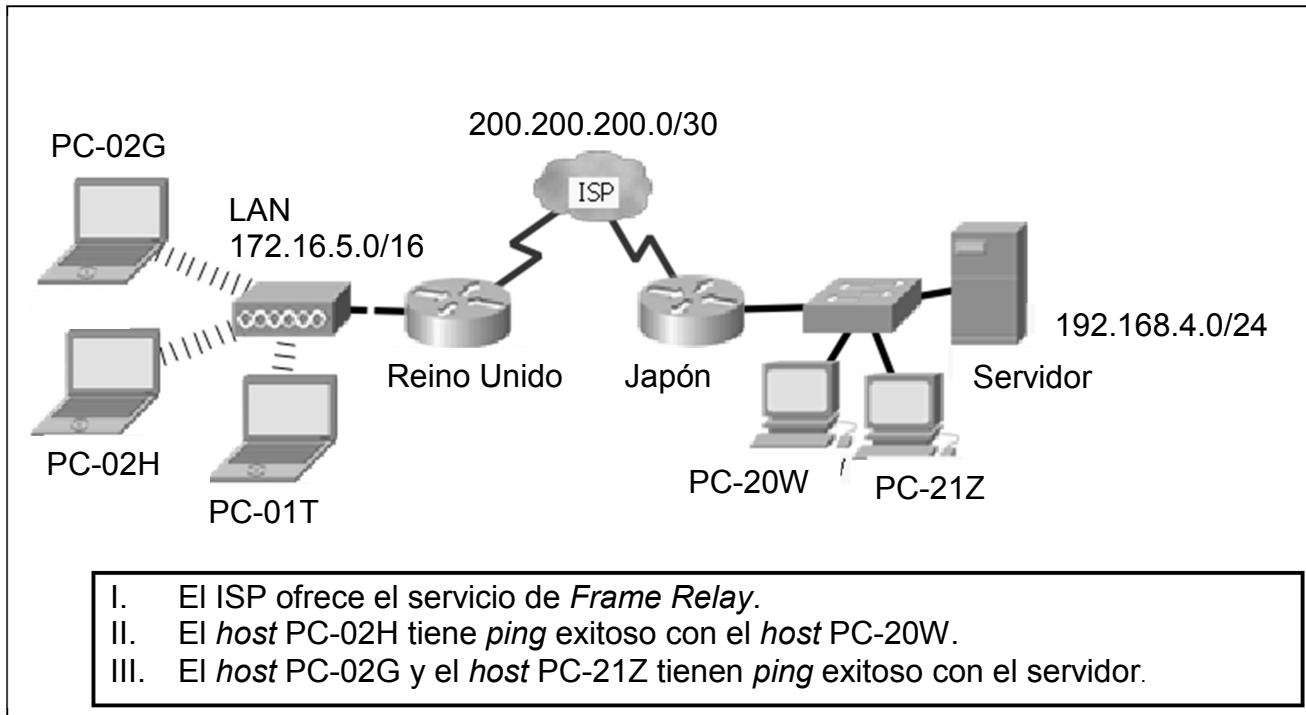 200.200.200.0/30
PC-02G
ISP
LAN
172.16.5.0/16
192.168.4.0/24
Reino Unido
Japón
Servidor
PC-02H
PC-20W
PC-21Z
PC-01T
I. El ISP ofrece el servicio de Frame Relay.
II. El host PC-02H tiene ping exitoso con el host PC-20W.
III. El host PC-02G y el host PC-21Z tienen ping exitoso con el servidor.